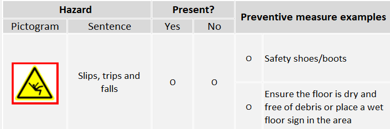 Hazard Present? Preventive measure examples
Pictogram Sentence Yes No
Slips, trips and
falls
o o
o Safety shoes/boots
o Ensure the floor is dry and
free of debris or place a wet
floor sign in the area